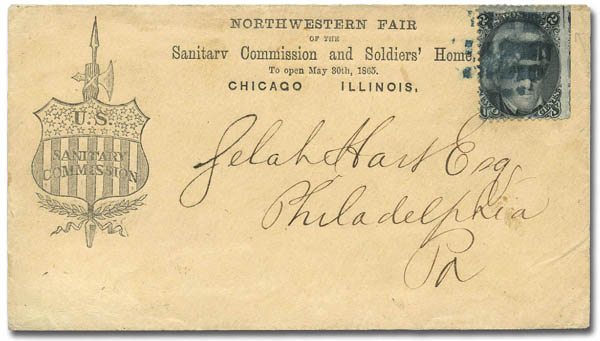 NORTHWESTERN FAIR
OF THE
Sanitary Commission and Soldiers' Home,
To open May 30th, 1865.
CHICAGO ILLINOIS,
U.S.
SANITARY
COMMISSION
Jelah Hart Esq
Philadelphia
Pa